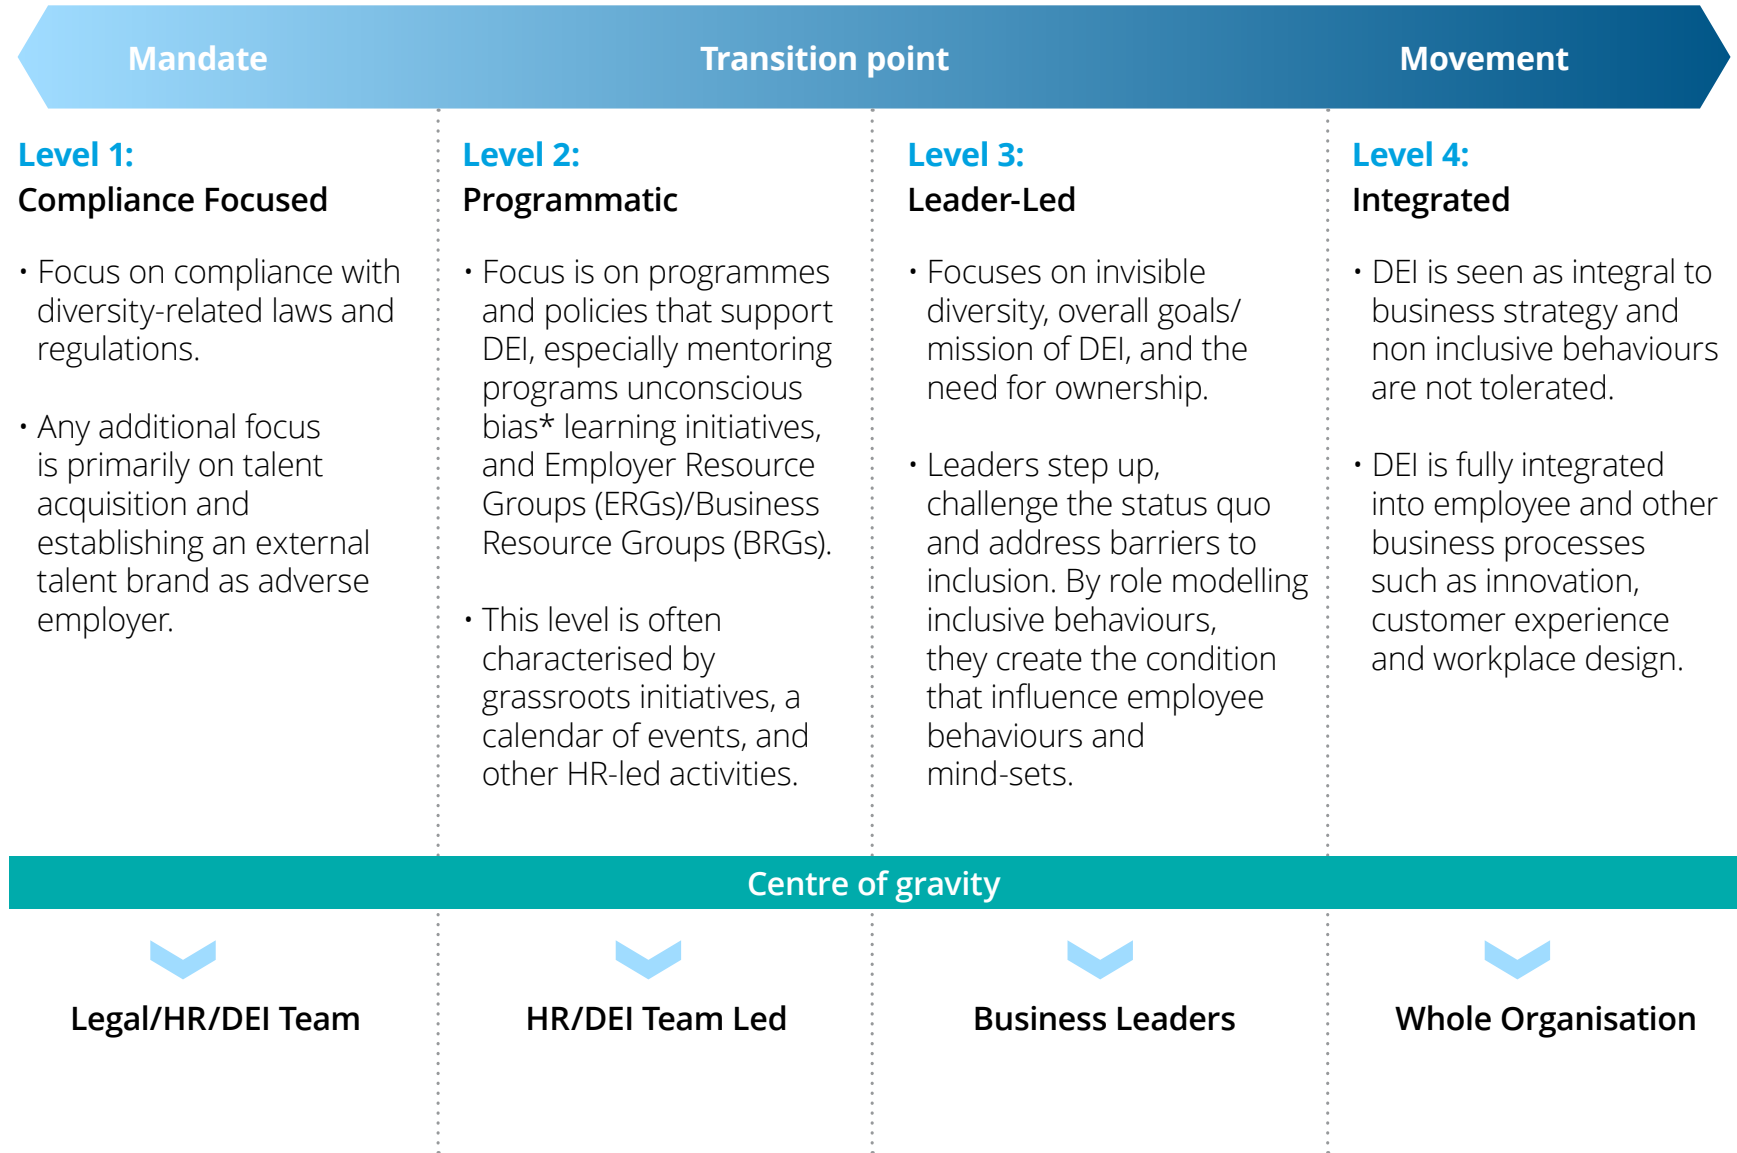 Mandate
Transition point
Movement
Level 1:
Compliance Focused
• Focus on compliance with
diversity-related laws and
regulations.
• Any additional focus
is primarily on talent
acquisition and
establishing an external
talent brand as adverse
employer.
Level 2:
Programmatic
• Focus is on programmes
and policies that support
DEI, especially mentoring
programs unconscious
bias* learning initiatives,
and Employer Resource
Groups (ERGs)/Business
Resource Groups (BRGs).
• This level is often
characterised by
grassroots initiatives, a
calendar of events, and
other HR-led activities.
Level 3:
Leader-Led
• Focuses on invisible
diversity, overall goals/
mission of DEI, and the
need for ownership.
• Leaders step up,
challenge the status quo
and address barriers to
inclusion. By role modelling
inclusive behaviours,
they create the condition
that influence employee
behaviours and
mind-sets.
Level 4:
Integrated
• DEI is seen as integral to
business strategy and
non inclusive behaviours
are not tolerated.
• DEI is fully integrated
into employee and other
business processes
such as innovation,
customer experience
and workplace design.
Centre of gravity
Legal/HR/DEI Team
HR/DEI Team Led
Business Leaders
Whole Organisation